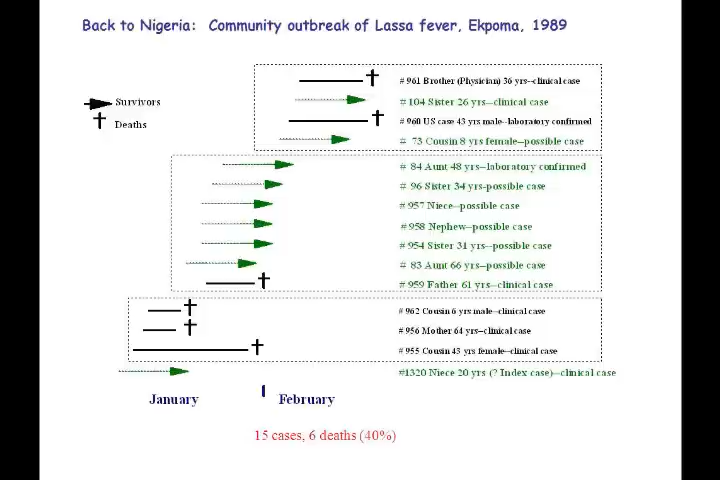 Back to Nigeria: Community outbreak of Lassa fever, Ekpoma, 1989
Survivors
Deaths
# 961 Brother (Physician) 36 yrs--clinical case
# 104 Sister 26 yrs--clinical case
# 960 US case 43 yrs male--laboratory confirmed
# 73 Cousin 8 yrs female--possible case
# 84 Aunt 48 yrs--laboratory confirmed
# 96 Sister 34 yrs-possible case
# 957 Niece--possible case
# 958 Nephew--possible case
# 954 Sister 31 yrs--possible case
# 83 Aunt 66 yrs--possible case
# 959 Father 61 yrs--clinical case
# 962 Cousin 6 yrs male--clinical case
# 956 Mother 64 yrs--clinical case
# 955 Cousin 43 yrs female--clinical case
#1320 Niece 20 yrs (? Index case)--clinical case
January February
15 cases, 6 deaths (40%)